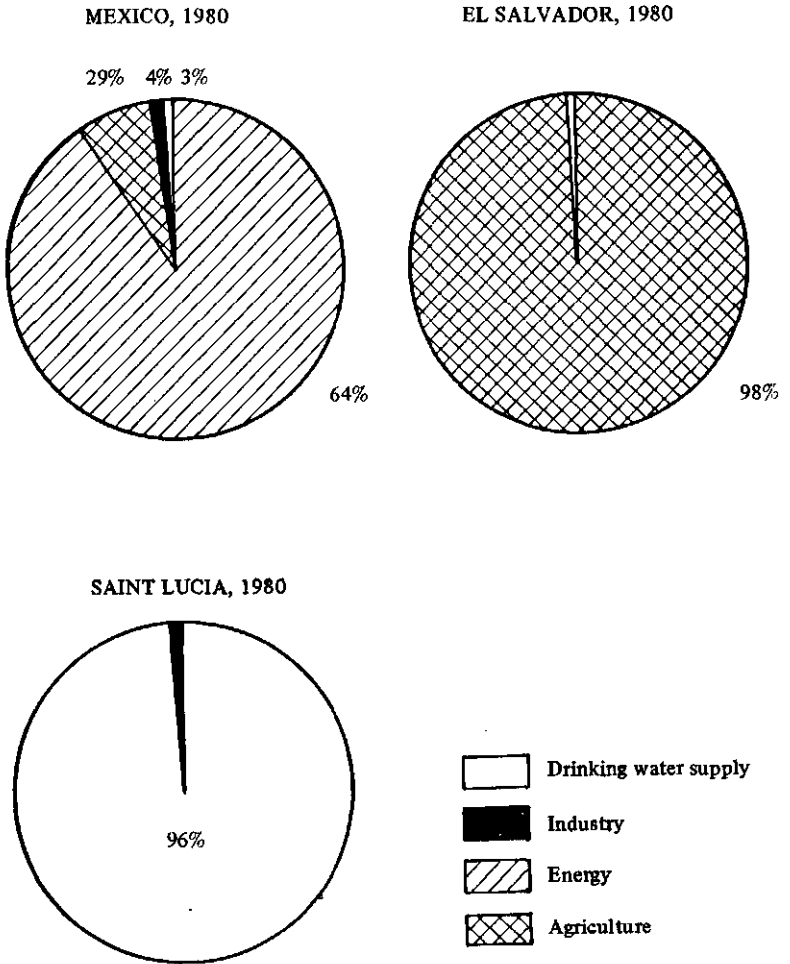 MEXICO, 1980
29% 4% 3%
64%
EL SALVADOR, 1980
98%
SAINT LUCIA, 1980
96%
Drinking water supply
Industry
Energy
Agriculture